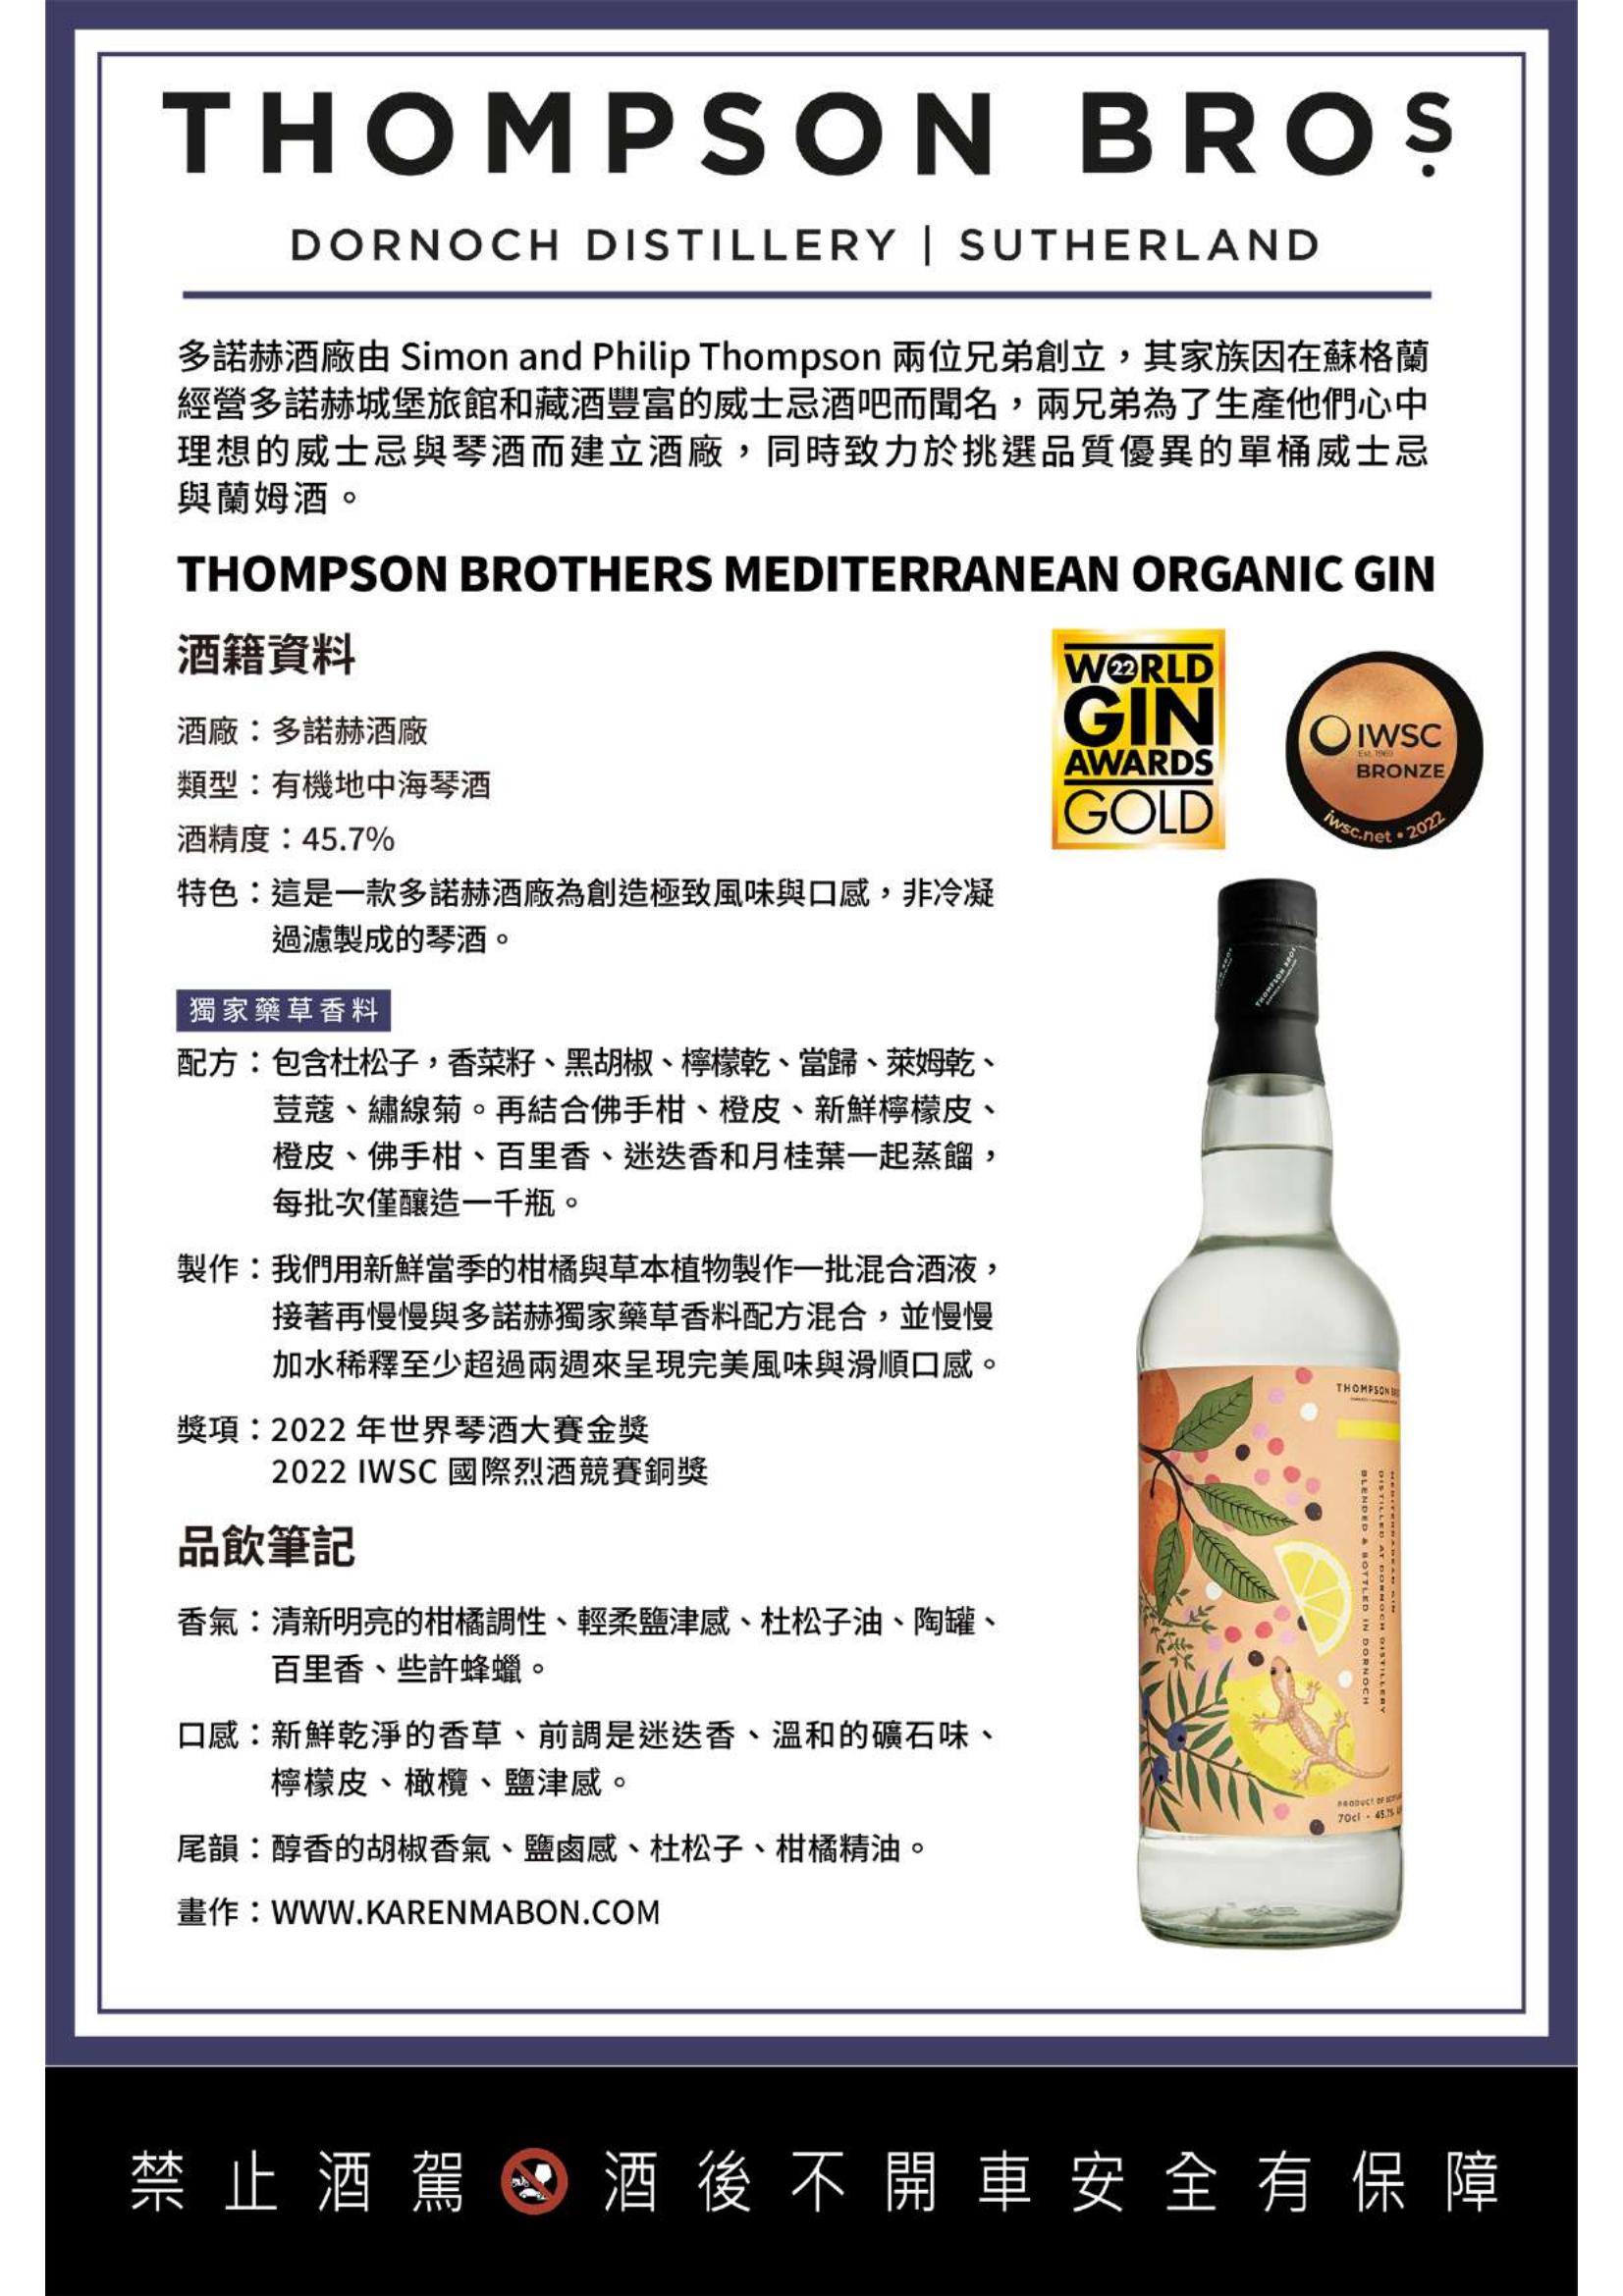 THOMPSON BROS
DORNOCH DISTILLERY | SUTHERLAND
多諾赫酒廠由 Simon and Philip Thompson 兩位兄弟創立，其家族因在蘇格蘭
經營多諾赫城堡旅館和藏酒豐富的威士忌酒吧而聞名，兩兄弟為了生產他們心中
理想的威士忌與琴酒而建立酒廠，同時致力於挑選品質優異的單桶威士忌
與蘭姆酒。
THOMPSON BROTHERS MEDITERRANEAN ORGANIC GIN
酒籍資料
酒廠：多諾赫酒廠
類型：有機地中海琴酒
酒精度：45.7%
特色：這是一款多諾赫酒廠為創造極致風味與口感，非冷凝
過濾製成的琴酒。
WORLD
22
GIN
AWARDS
GOLD
IWSC
Est. 1969
BRONZE
iwsc.net • 2022
獨家藥草香料
配方：包含杜松子，香菜籽、黑胡椒、檸檬乾、當歸、萊姆乾、
荳蔻、繡線菊。再結合佛手柑、橙皮、新鮮檸檬皮、
橙皮、佛手柑、百里香、迷迭香和月桂葉一起蒸餾，
每批次僅釀造一千瓶。
製作：我們用新鮮當季的柑橘與草本植物製作一批混合酒液，
接著再慢慢與多諾赫獨家藥草香料配方混合，並慢慢
加水稀釋至少超過兩週來呈現完美風味與滑順口感。
獎項：2022 年世界琴酒大賽金獎
2022 IWSC 國際烈酒競賽銅獎
品飲筆記
香氣：清新明亮的柑橘調性、輕柔鹽津感、杜松子油、陶罐、
百里香、些許蜂蠟。
口感：新鮮乾淨的香草、前調是迷迭香、溫和的礦石味、
檸檬皮、橄欖、鹽津感。
尾韻：醇香的胡椒香氣、鹽鹵感、杜松子、柑橘精油。
畫作：WWW.KARENMABON.COM
THOMPSON BROS
THOMPSON
MEDITERRANEAN GIN
DISTILLED AT DORNOCH DISTILLERY
BLENDED & BOTTLED IN DORNOCH
PRODUCT OF
70cl · 45.7%
禁止酒駕 酒後不開車安全有保障